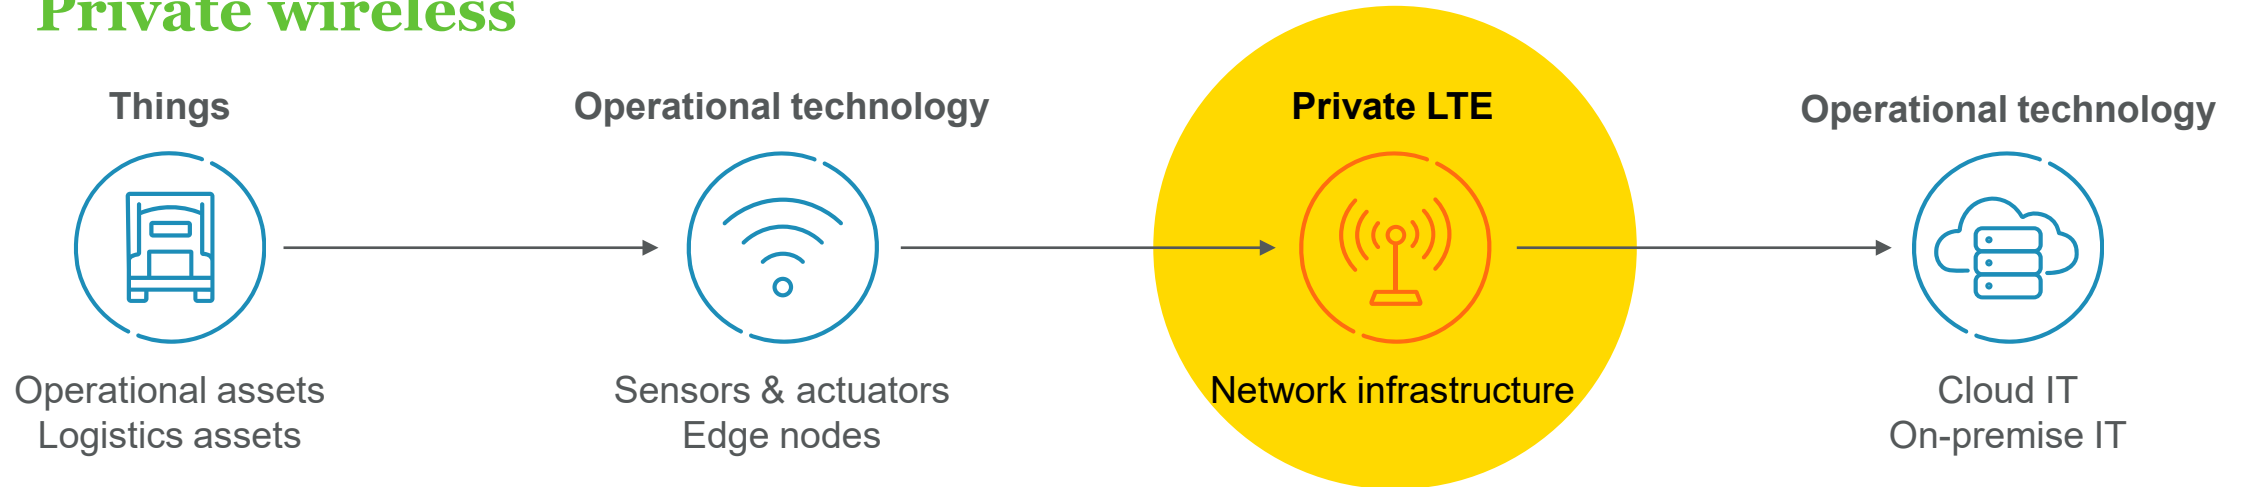 Private wireless
Things
Operational technology
Private LTE
Operational technology
Operational assets
Logistics assets
Sensors & actuators
Edge nodes
Network infrastructure
Cloud IT
On-premise IT